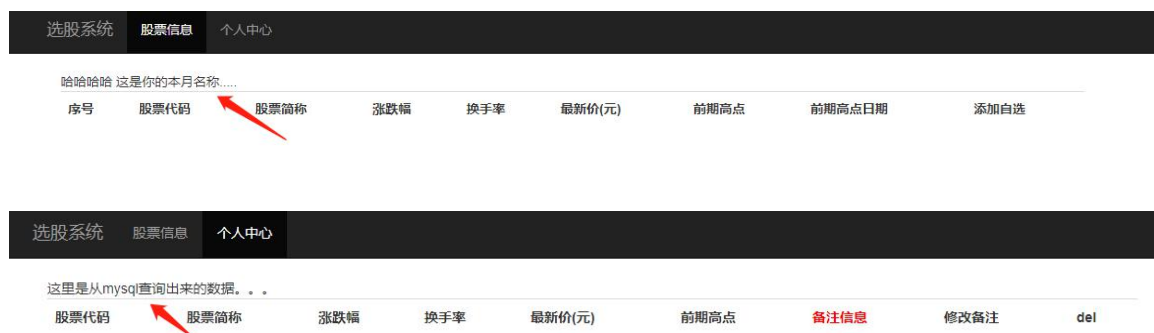 选股系统 股票信息 个人中心
哈哈哈哈 这是你的本月名称.....
序号 股票代码 股票简称 涨跌幅 换手率 最新价(元) 前期高点 前期高点日期 添加自选
选股系统 股票信息 个人中心
这里是从mysql查询出来的数据。。。
股票代码 股票简称 涨跌幅 换手率 最新价(元) 前期高点 备注信息 修改备注 del